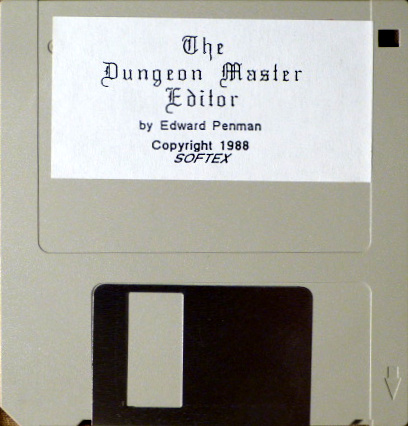 The
Dungeon Master
Editor
by Edward Penman
Copyright 1988
SOFTEX